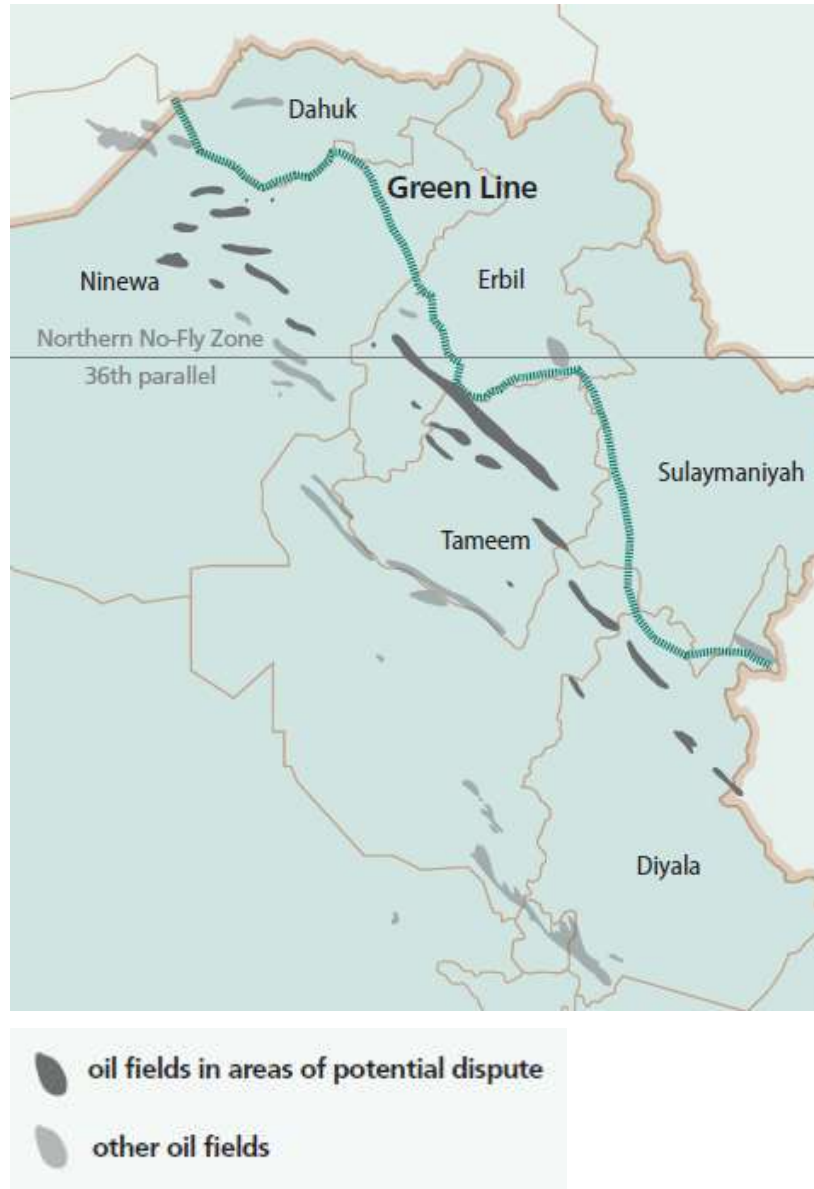 Dahuk
Green Line
Ninewa
Erbil
Northern No-Fly Zone
36th parallel
Sulaymaniyah
Tameem
Diyala
oil fields in areas of potential dispute
other oil fields